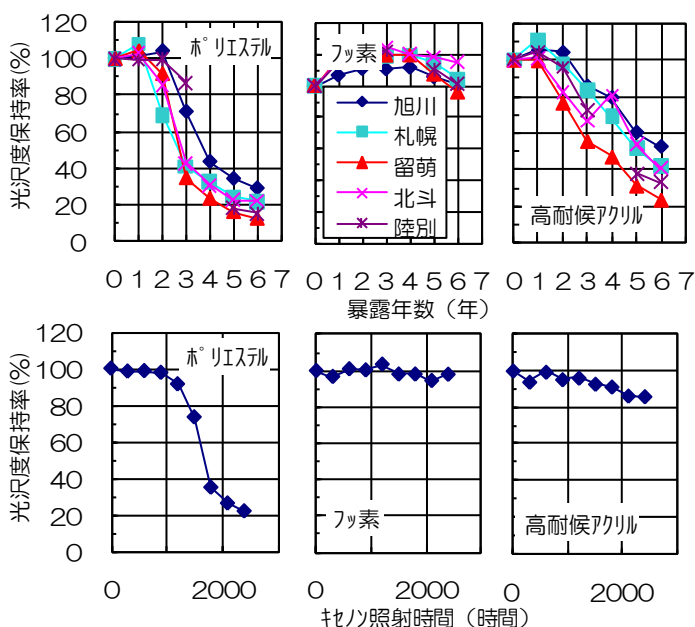 光沢度保持率(%)
120
100
80
60
40
20
0
ﾎﾟﾘｴｽﾃﾙ
フッ素
旭川
札幌
留萌
北斗
陸別
高耐候ｱｸﾘﾙ
0 1 2 3 4 5 6 7
0 1 2 3 4 5 6 7
0 1 2 3 4 5 6 7
暴露年数（年）
光沢度保持率(%)
120
100
80
60
40
20
0
ﾎﾟﾘｴｽﾃﾙ
ﾌｯ素
高耐候ｱｸﾘﾙ
0 2000
0 2000
0 2000
ｷｾﾉﾝ照射時間（時間）